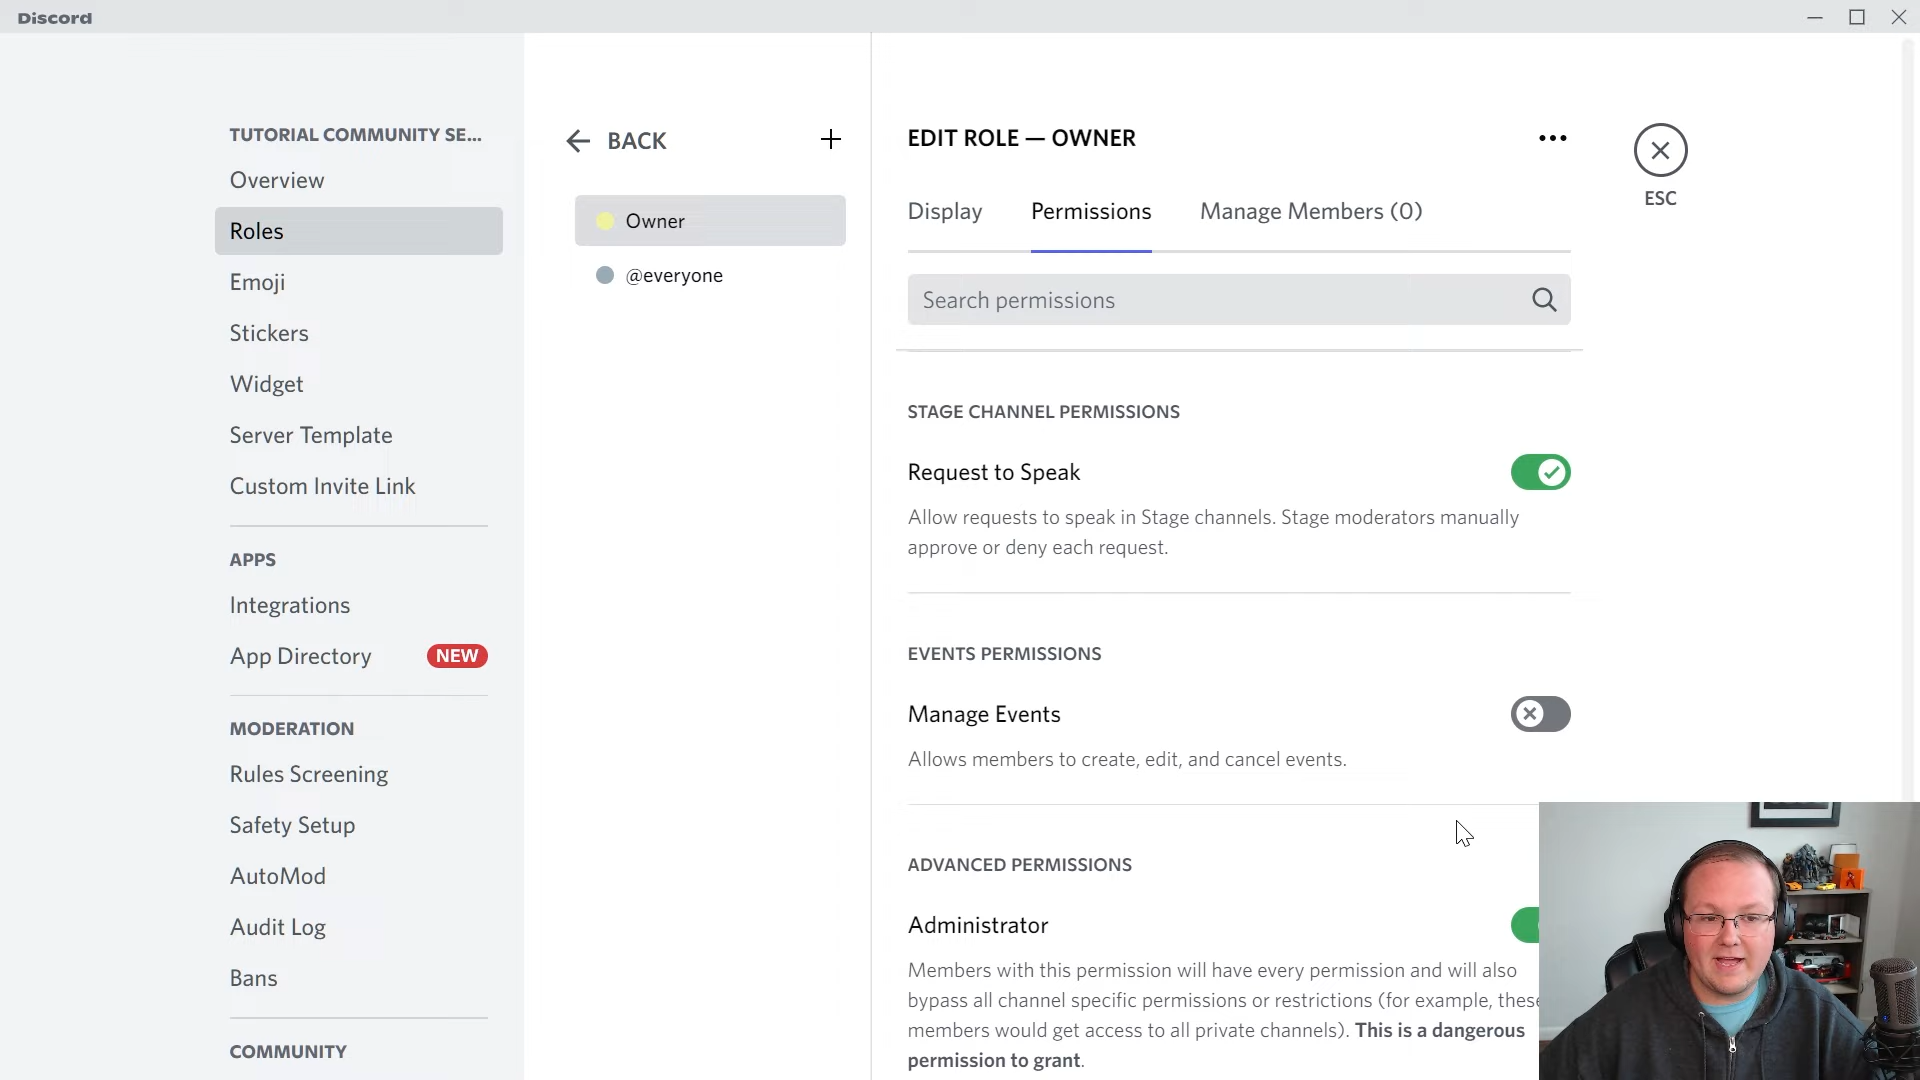 Discord
TUTORIAL COMMUNITY SE...
Overview
Roles
Emoji
Stickers
Widget
Server Template
Custom Invite Link
APPS
Integrations
App Directory
NEW
MODERATION
Rules Screening
Safety Setup
AutoMod
Audit Log
Bans
COMMUNITY
BACK
Owner
@everyone
EDIT ROLE — OWNER
Display
Permissions
Manage Members (0)
Search permissions
STAGE CHANNEL PERMISSIONS
Request to Speak
Allow requests to speak in Stage channels. Stage moderators manually
approve or deny each request.
EVENTS PERMISSIONS
Manage Events
Allows members to create, edit, and cancel events.
ADVANCED PERMISSIONS
Administrator
Members with this permission will have every permission and will also
bypass all channel specific permissions or restrictions (for example, these
members would get access to all private channels). This is a dangerous
permission to grant.
ESC